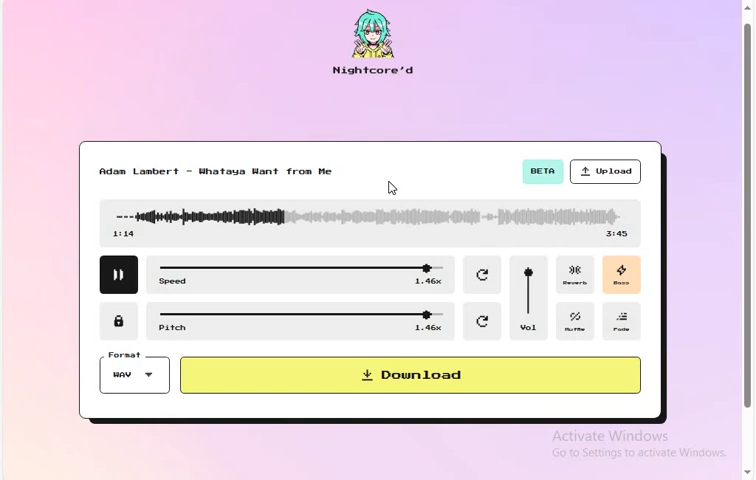 Nightcore'd
Adam Lambert - Whataya Want from Me
BETA
Upload
1:14
3:45
Speed
1.46x
Reverb
Bass
Pitch
1.46x
Vol
Muffle
Fade
Format
WAV
Download
Activate Windows
Go to Settings to activate Windows.